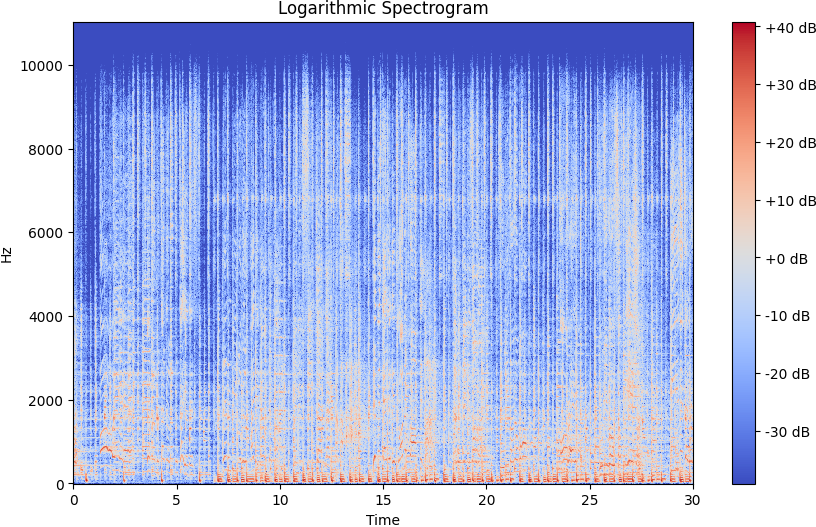 Logarithmic Spectrogram
+40 dB
10000
+30 dB
8000
+20 dB
+10 dB
6000
Hz
+0 dB
4000
-10 dB
-20 dB
2000
-30 dB
0
0 5 10 15 20 25 30
Time